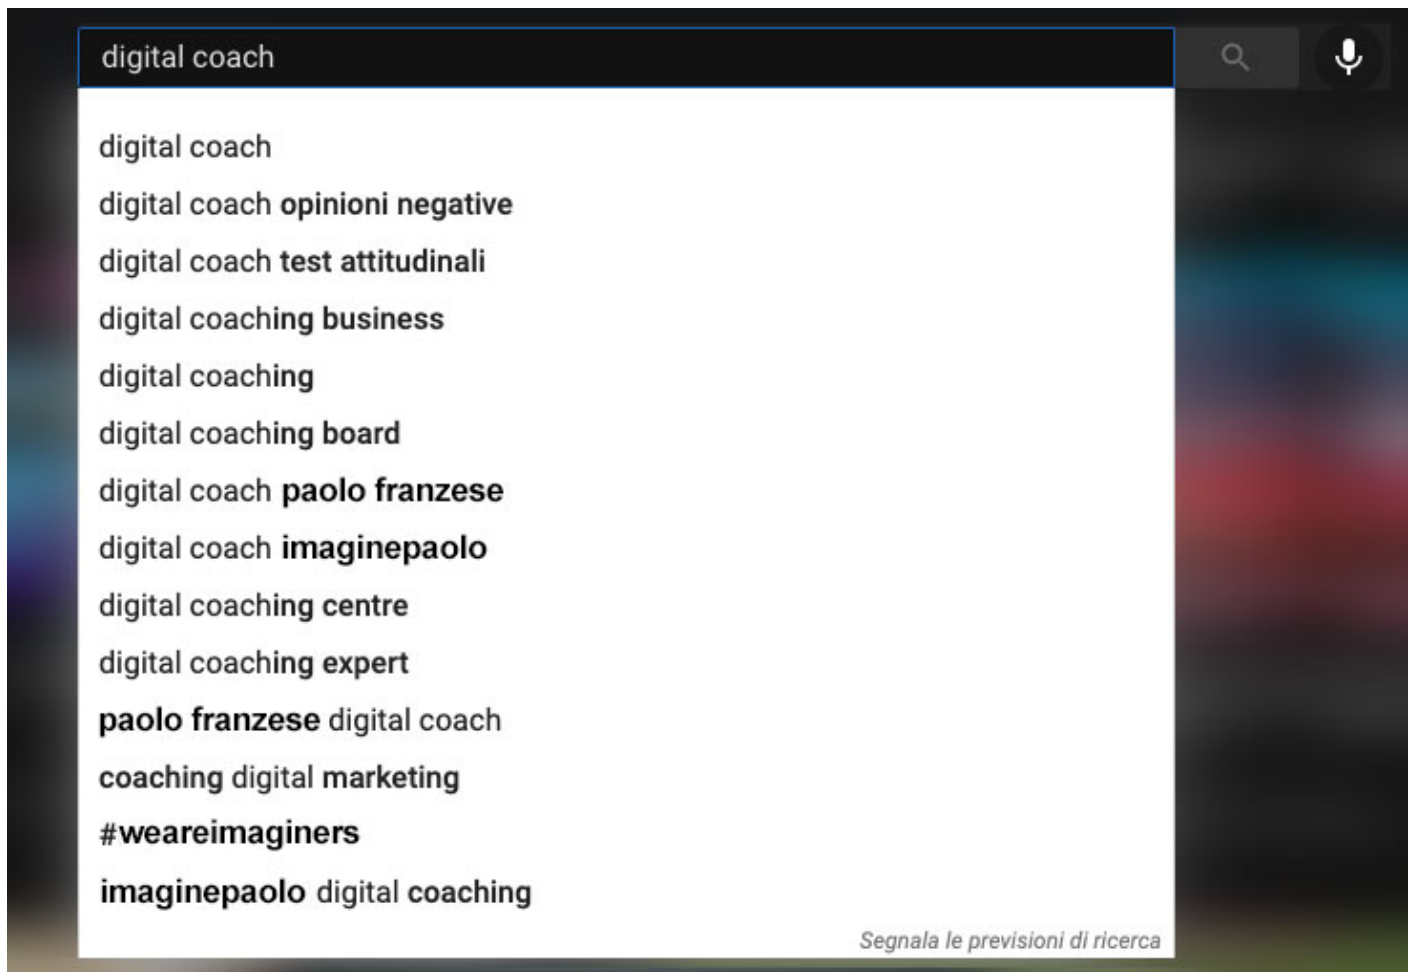 digital coach
digital coach
digital coach opinioni negative
digital coach test attitudinali
digital coaching business
digital coaching
digital coaching board
digital coach paolo franzese
digital coach imaginepaolo
digital coaching centre
digital coaching expert
paolo franzese digital coach
coaching digital marketing
#weareimaginers
imaginepaolo digital coaching
Segnala le previsioni di ricerca